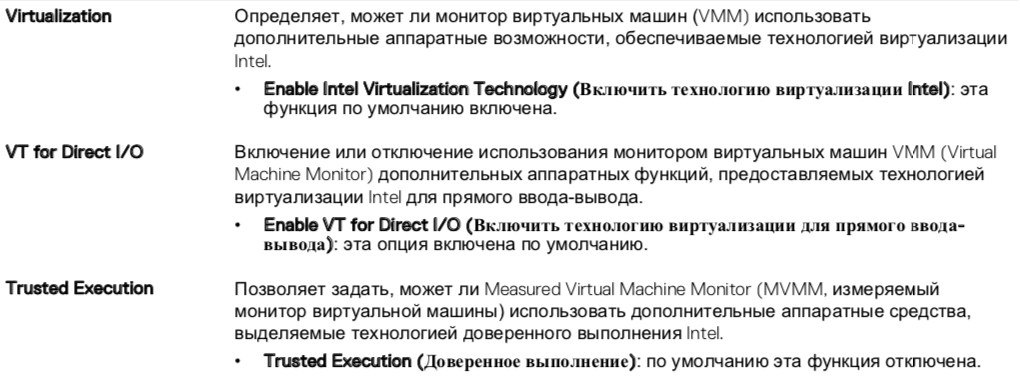 Virtualization Определяет, может ли монитор виртуальных машин (VMM) использовать
дополнительные аппаратные возможности, обеспечиваемые технологией виртуализации
Intel.
• Enable Intel Virtualization Technology (Включить технологию виртуализации Intel): эта
функция по умолчанию включена.
VT for Direct I/O Включение или отключение использования монитором виртуальных машин VMM (Virtual
Machine Monitor) дополнительных аппаратных функций, предоставляемых технологией
виртуализации Intel для прямого ввода-вывода.
• Enable VT for Direct I/O (Включить технологию виртуализации для прямого ввода-
вывода): эта опция включена по умолчанию.
Trusted Execution Позволяет задать, может ли Measured Virtual Machine Monitor (MVMM, измеряемый
монитор виртуальной машины) использовать дополнительные аппаратные средства,
выделяемые технологией доверенного выполнения Intel.
• Trusted Execution (Доверенное выполнение): по умолчанию эта функция отключена.